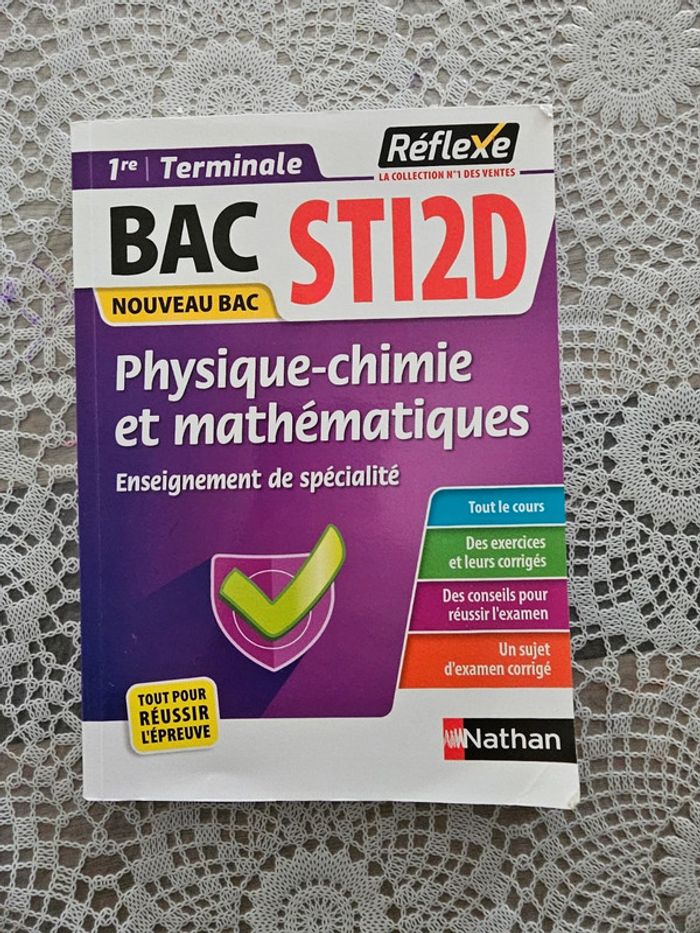 1re | Terminale
Réflexe
LA COLLECTION N°1 DES VENTES
BAC STI2D
NOUVEAU BAC
Physique-chimie
et mathématiques
Enseignement de spécialité
Tout le cours
Des exercices
et leurs corrigés
Des conseils pour
réussir l'examen
Un sujet
d'examen corrigé
TOUT POUR
RÉUSSIR
L'ÉPREUVE
Nathan